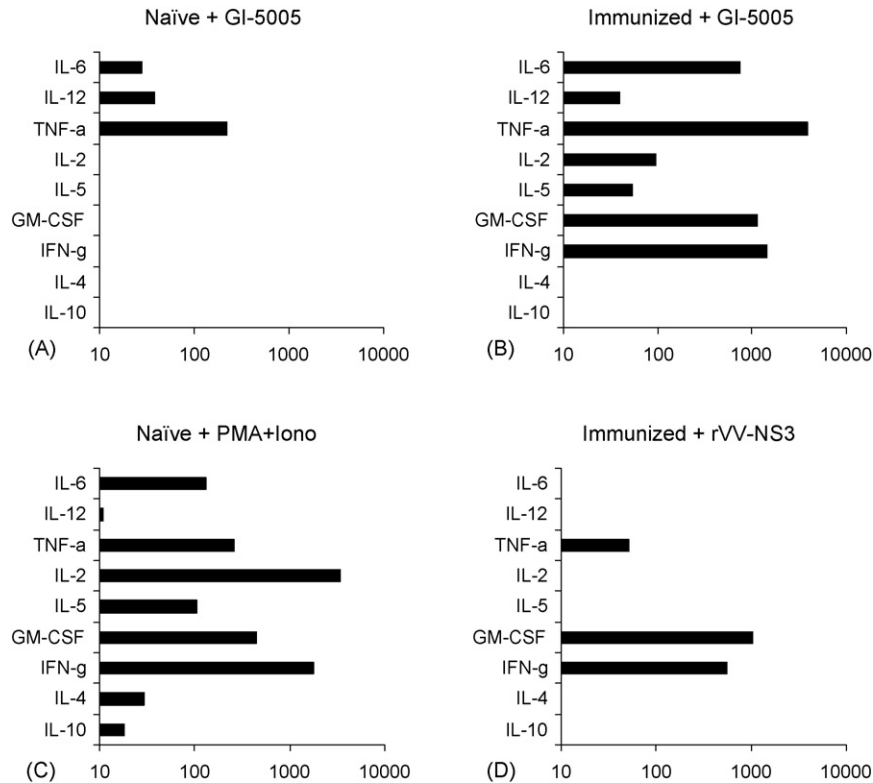 Naïve + GI-5005
IL-6
IL-12
TNF-a
IL-2
IL-5
GM-CSF
IFN-g
IL-4
IL-10
(A) 10 100 1000 10000
Immunized + GI-5005
IL-6
IL-12
TNF-a
IL-2
IL-5
GM-CSF
IFN-g
IL-4
IL-10
(B) 10 100 1000 10000
Naïve + PMA+Iono
IL-6
IL-12
TNF-a
IL-2
IL-5
GM-CSF
IFN-g
IL-4
IL-10
(C) 10 100 1000 10000
Immunized + rVV-NS3
IL-6
IL-12
TNF-a
IL-2
IL-5
GM-CSF
IFN-g
IL-4
IL-10
(D) 10 100 1000 10000